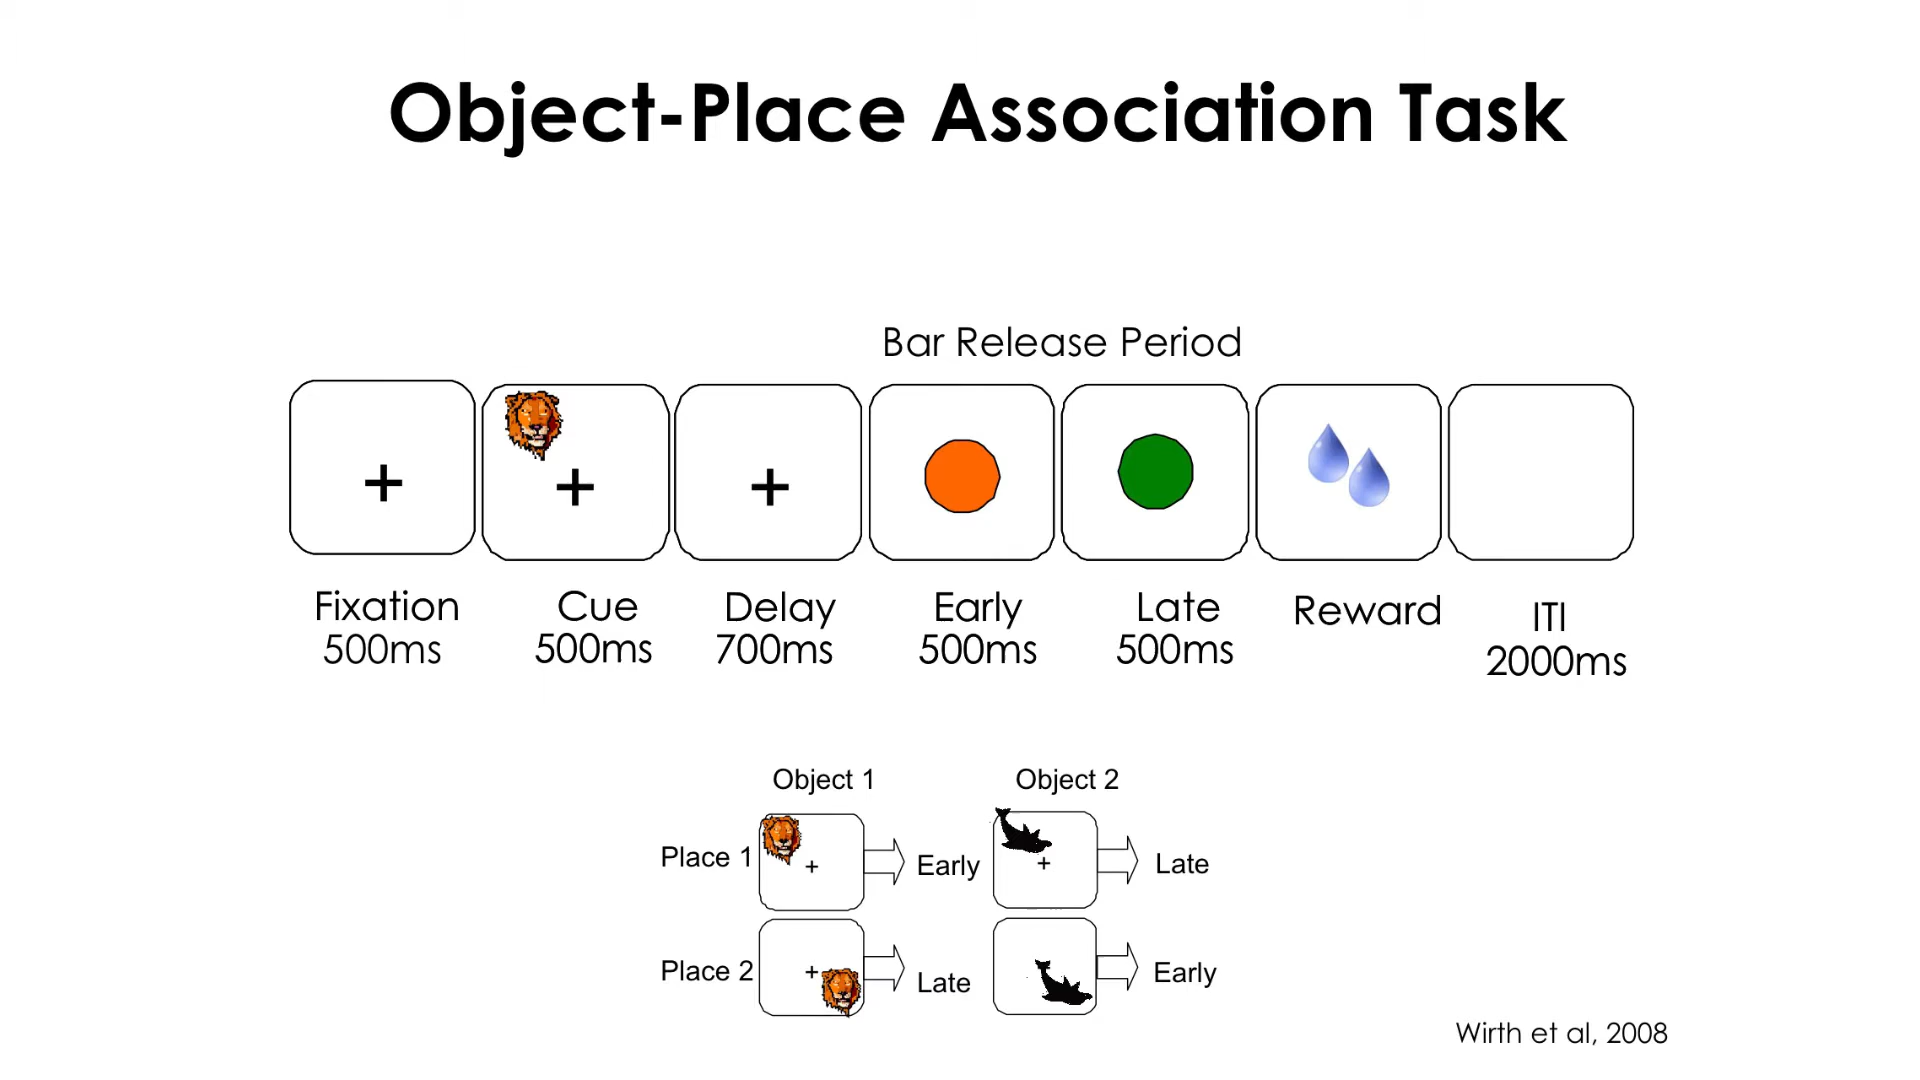 Object-Place Association Task
Bar Release Period
Fixation
500ms
Cue
500ms
Delay
700ms
Early
500ms
Late
500ms
Reward
ITI
2000ms
Object 1
Object 2
Place 1
Early
Late
Place 2
Late
Early
Wirth et al, 2008